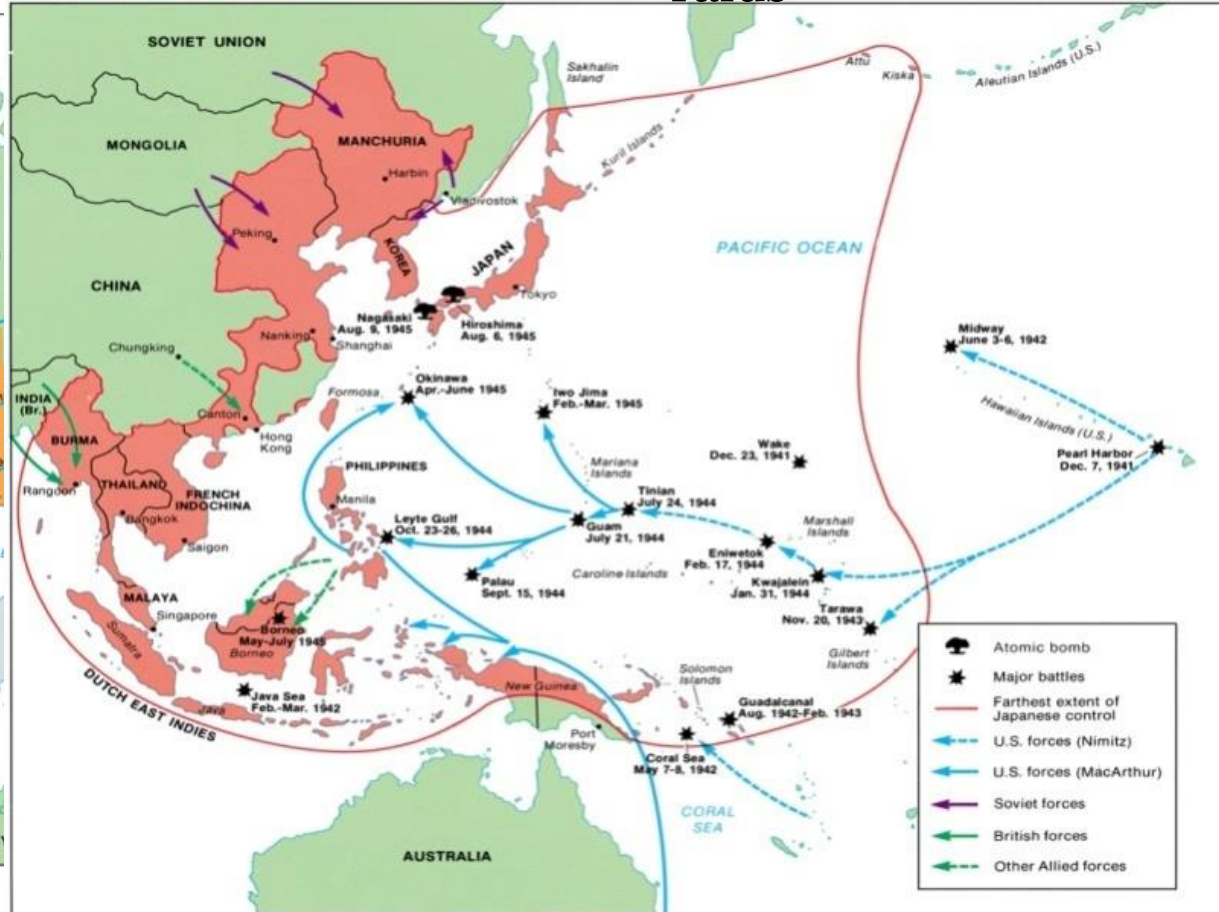 SOVIET UNION
Sakhalin
Island
Attu
Kiska
Aleutian Islands (U.S.)
MONGOLIA
MANCHURIA
Harbin
Kuril Islands
Vladivostok
Peking
KOREA
JAPAN
PACIFIC OCEAN
CHINA
Tokyo
Nagasaki
Aug. 9, 1945
Hiroshima
Aug. 6, 1945
Nanking
Shanghai
Chungking
Midway
June 3-6, 1942
INDIA
(Br.)
Formosa
Okinawa
Apr.-June 1945
Iwo Jima
Feb.-Mar. 1945
Hawaiian Islands (U.S.)
Canton
Hong
Kong
BURMA
Wake
Dec. 23, 1941
Pearl Harbor
Dec. 7, 1941
PHILIPPINES
Mariana
Islands
Rangoon
THAILAND
FRENCH
INDOCHINA
Manila
Tinian
July 24, 1944
Bangkok
Leyte Gulf
Oct. 23-26, 1944
Guam
July 21, 1944
Marshall
Islands
Saigon
Eniwetok
Feb. 17, 1944
Palau
Sept. 15, 1944
Caroline Islands
Kwajalein
Jan. 31, 1944
MALAYA
Singapore
Tarawa
Nov. 20, 1943
Sumatra
Borneo
May-July 1945
Borneo
Gilbert
Islands
Solomon
Islands
New Guinea
DUTCH EAST INDIES
Java Sea
Feb.-Mar. 1942
Java
Guadalcanal
Aug. 1942-Feb. 1943
Port
Moresby
Coral Sea
May 7-8, 1942
CORAL
SEA
AUSTRALIA
Atomic bomb
Major battles
Farthest extent of
Japanese control
U.S. forces (Nimitz)
U.S. forces (MacArthur)
Soviet forces
British forces
Other Allied forces